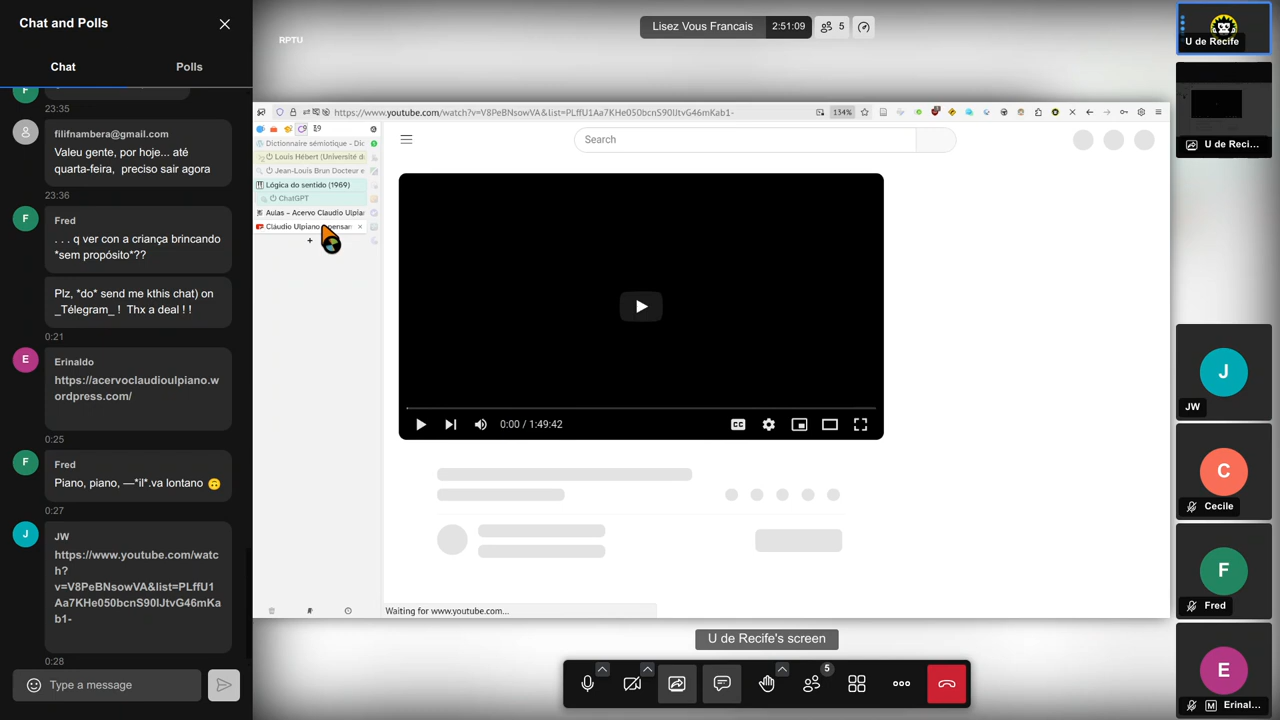 Chat and Polls
Chat
Polls
F
23:35
filifnambera@gmail.com
Valeu gente, por hoje... até
quarta-feira, preciso sair agora
23:36
F
Fred
. . . q ver con a criança brincando
*sem propósito*??
Plz, *do* send me kthis chat) on
_Télegram_ ! Thx a deal ! !
0:21
E
Erinaldo
https://acervoclaudioulpiano.w
ordpress.com/
0:25
F
Fred
Piano, piano, —*il*.va lontano 🙃
0:27
J
JW
https://www.youtube.com/watc
h?
v=V8PeBNsowVA&list=PLffU1
Aa7KHe050bcnS90IJtvG46mKa
b1-
0:28
Type a message
RPTU
Lisez Vous Francais
2:51:09
5
https://www.youtube.com/watch?v=V8PeBNsowVA&list=PLffU1Aa7KHe050bcnS90IJtvG46mKab1-
134%
Dictionnaire sémiotique - Dic
Louis Hébert (Université d
Jean-Louis Brun Docteur e
Lógica do sentido (1969)
ChatGPT
Aulas – Acervo Claudio Ulpia
Cláudio Ulpiano
Search
0:00 / 1:49:42
CC
Waiting for www.youtube.com...
U de Recife's screen
5
U de Recife
U de Reci...
J
JW
C
Cecile
F
Fred
E
M
Erinal...